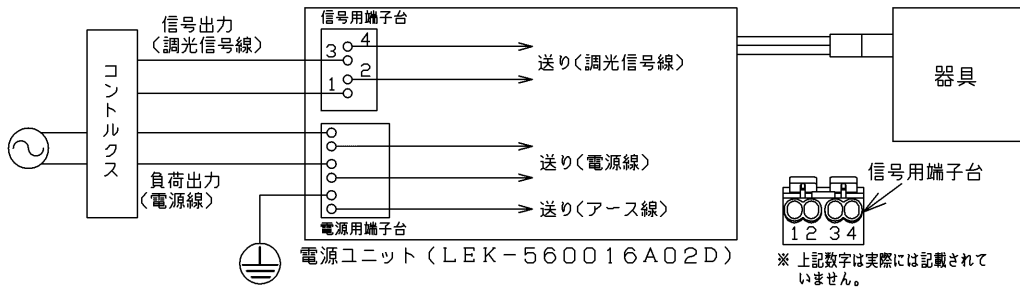 信号出力
(調光信号線)
コントルクス
負荷出力
(電源線)
信号用端子台
4
3
2
1
送り(調光信号線)
送り(電源線)
送り(アース線)
電源用端子台
電源ユニット(LEK-560016A02D)
器具
信号用端子台
12 34
※ 上記数字は実際には記載されて
いません。